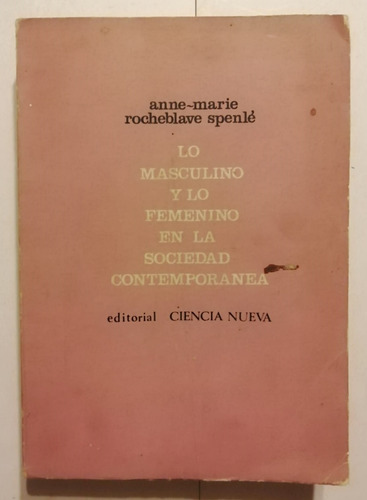 anne-marie
rocheblave spenlé
LO
MASCULINO
Y LO
FEMENINO
EN LA
SOCIEDAD
CONTEMPORANEA
editorial CIENCIA NUEVA